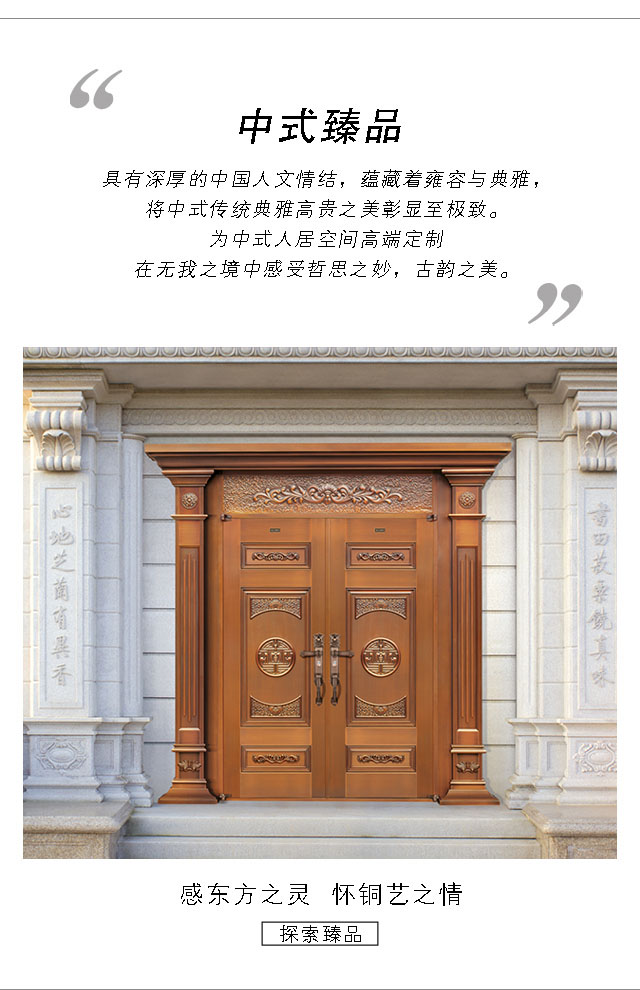 中式臻品
具有深厚的中国人文情结，蕴藏着雍容与典雅，
将中式传统典雅高贵之美彰显至极致。
为中式人居空间高端定制
在无我之境中感受哲思之妙，古韵之美。
心地芝蘭有異香
書田菽粟饒真味
感东方之灵 怀铜艺之情
探索臻品